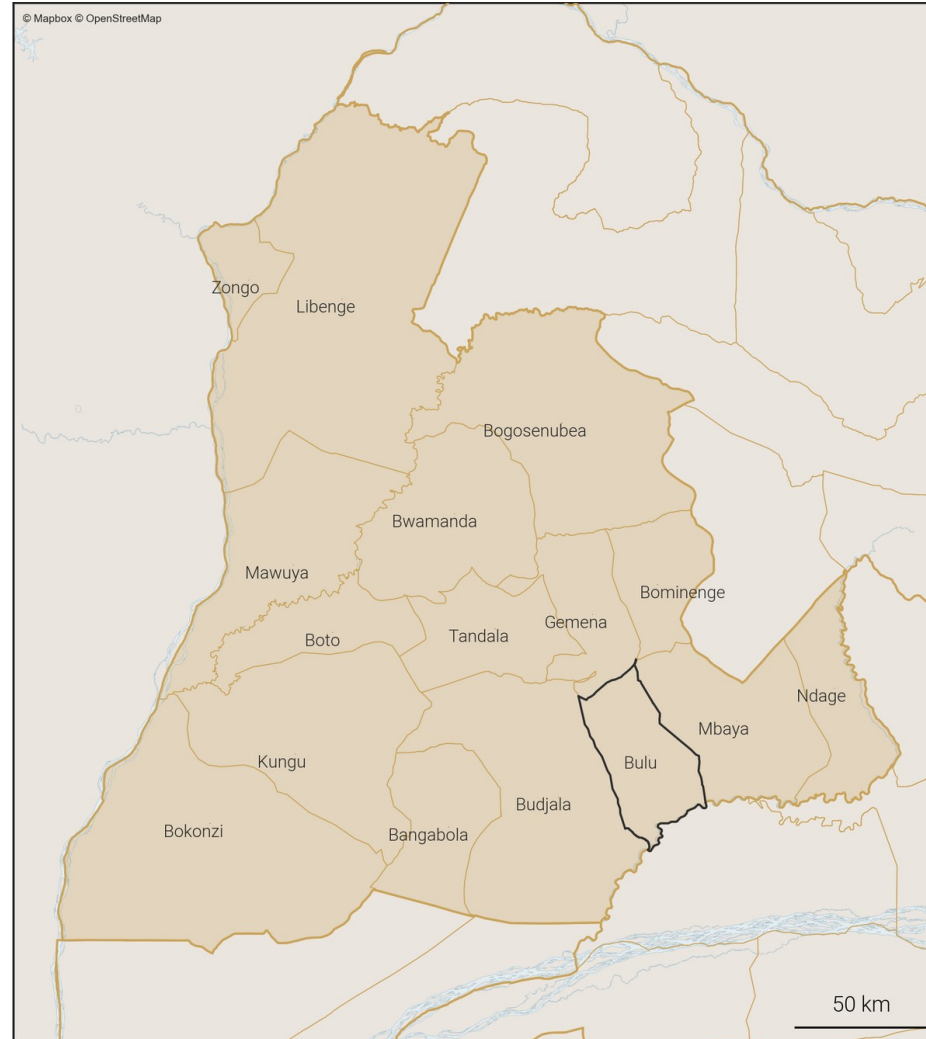 © Mapbox © OpenStreetMap
Zongo
Libenge
Bogosenubea
Bwamanda
Mawuya
Bominenge
Gemena
Boto
Tandala
Ndage
Mbaya
Kungu
Bulu
Budjala
Bokonzi
Bangabola
50 km